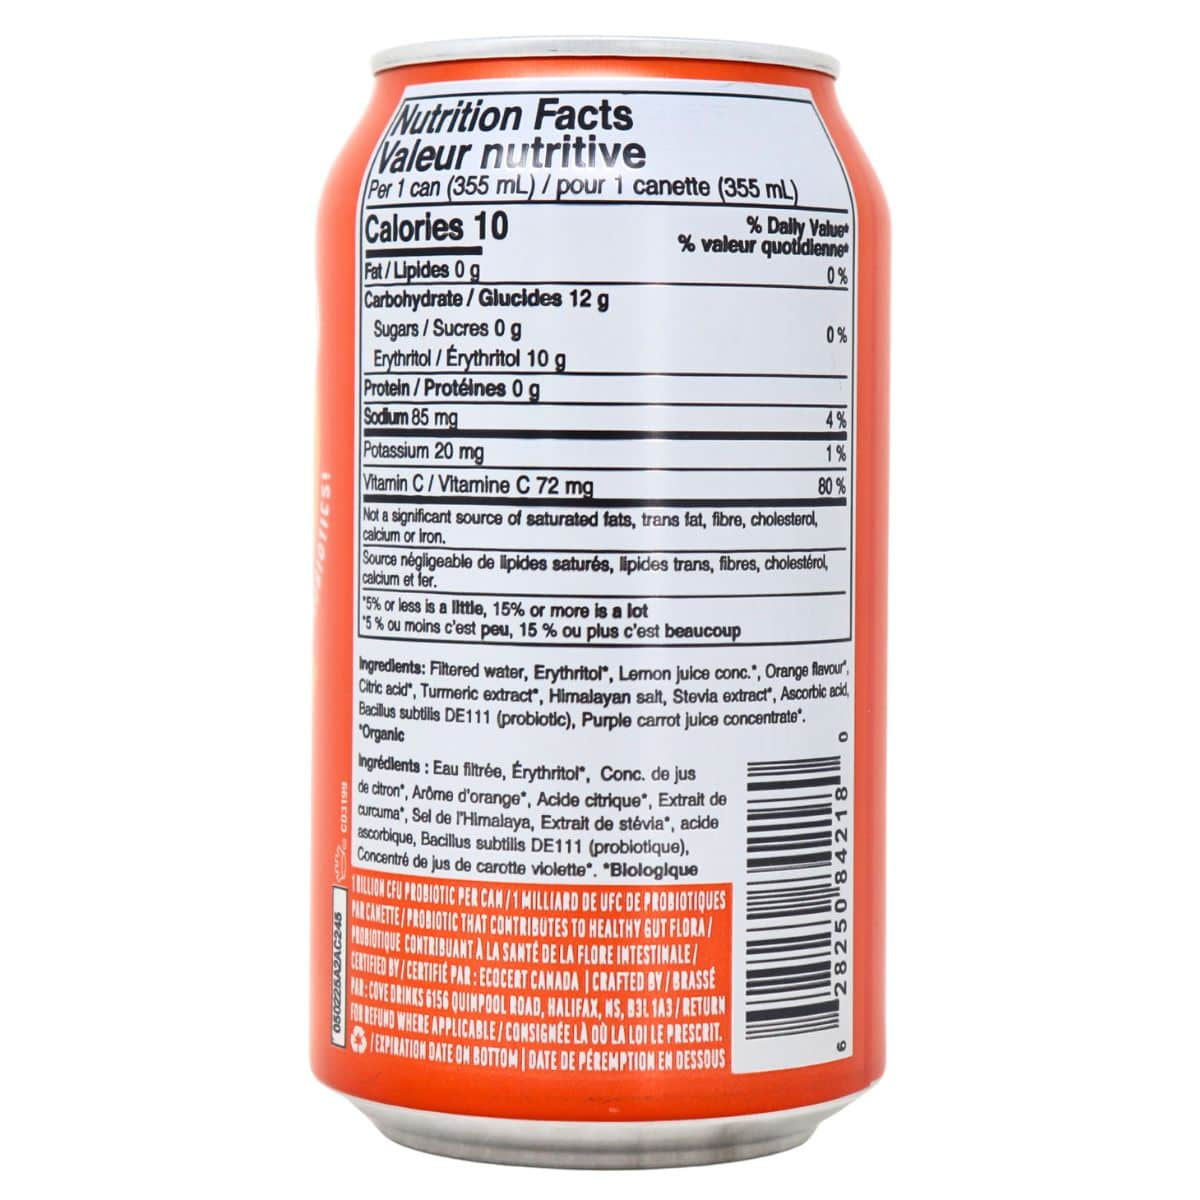 Nutrition Facts
Valeur nutritive
Per 1 can (355 mL) / pour 1 canette (355 mL)
Calories 10
% Daily Value*
% valeur quotidienne*
Fat / Lipides 0 g 0 %
Carbohydrate / Glucides 12 g
Sugars / Sucres 0 g 0 %
Erythritol / Érythritol 10 g
Protein / Protéines 0 g
Sodium 85 mg 4 %
Potassium 20 mg 1 %
Vitamin C / Vitamine C 72 mg 80 %
Not a significant source of saturated fats, trans fat, fibre, cholesterol,
calcium or iron.
Source négligeable de lipides saturés, lipides trans, fibres, cholestérol,
calcium et fer.
*5% or less is a little, 15% or more is a lot
*5 % ou moins c'est peu, 15 % ou plus c'est beaucoup
Ingredients: Filtered water, Erythritol*, Lemon juice conc.*, Orange flavour*,
Citric acid*, Turmeric extract*, Himalayan salt, Stevia extract*, Ascorbic acid,
Bacillus subtilis DE111 (probiotic), Purple carrot juice concentrate*.
*Organic
Ingrédients : Eau filtrée, Érythritol*, Conc. de jus
de citron*, Arôme d'orange*, Acide citrique*, Extrait de
curcuma*, Sel de l'Himalaya, Extrait de stévia*, acide
ascorbique, Bacillus subtilis DE111 (probiotique),
Concentré de jus de carotte violette*. *Biologique
1 BILLION CFU PROBIOTIC PER CAN / 1 MILLIARD DE UFC DE PROBIOTIQUES
PAR CANETTE / PROBIOTIC THAT CONTRIBUTES TO HEALTHY GUT FLORA /
PROBIOTIQUE CONTRIBUANT À LA SANTÉ DE LA FLORE INTESTINALE /
CERTIFIED BY / CERTIFIÉ PAR : ECOCERT CANADA | CRAFTED BY / BRASSÉ
PAR : COVE DRINKS 6156 QUINPOOL ROAD, HALIFAX, NS, B3L 1A3 / RETURN
FOR REFUND WHERE APPLICABLE / CONSIGNÉE LÀ OÙ LA LOI LE PRESCRIT.
/ EXPIRATION DATE ON BOTTOM | DATE DE PÉREMPTION EN DESSOUS
6 28250 84218 0
050225A2AC245
CD3199